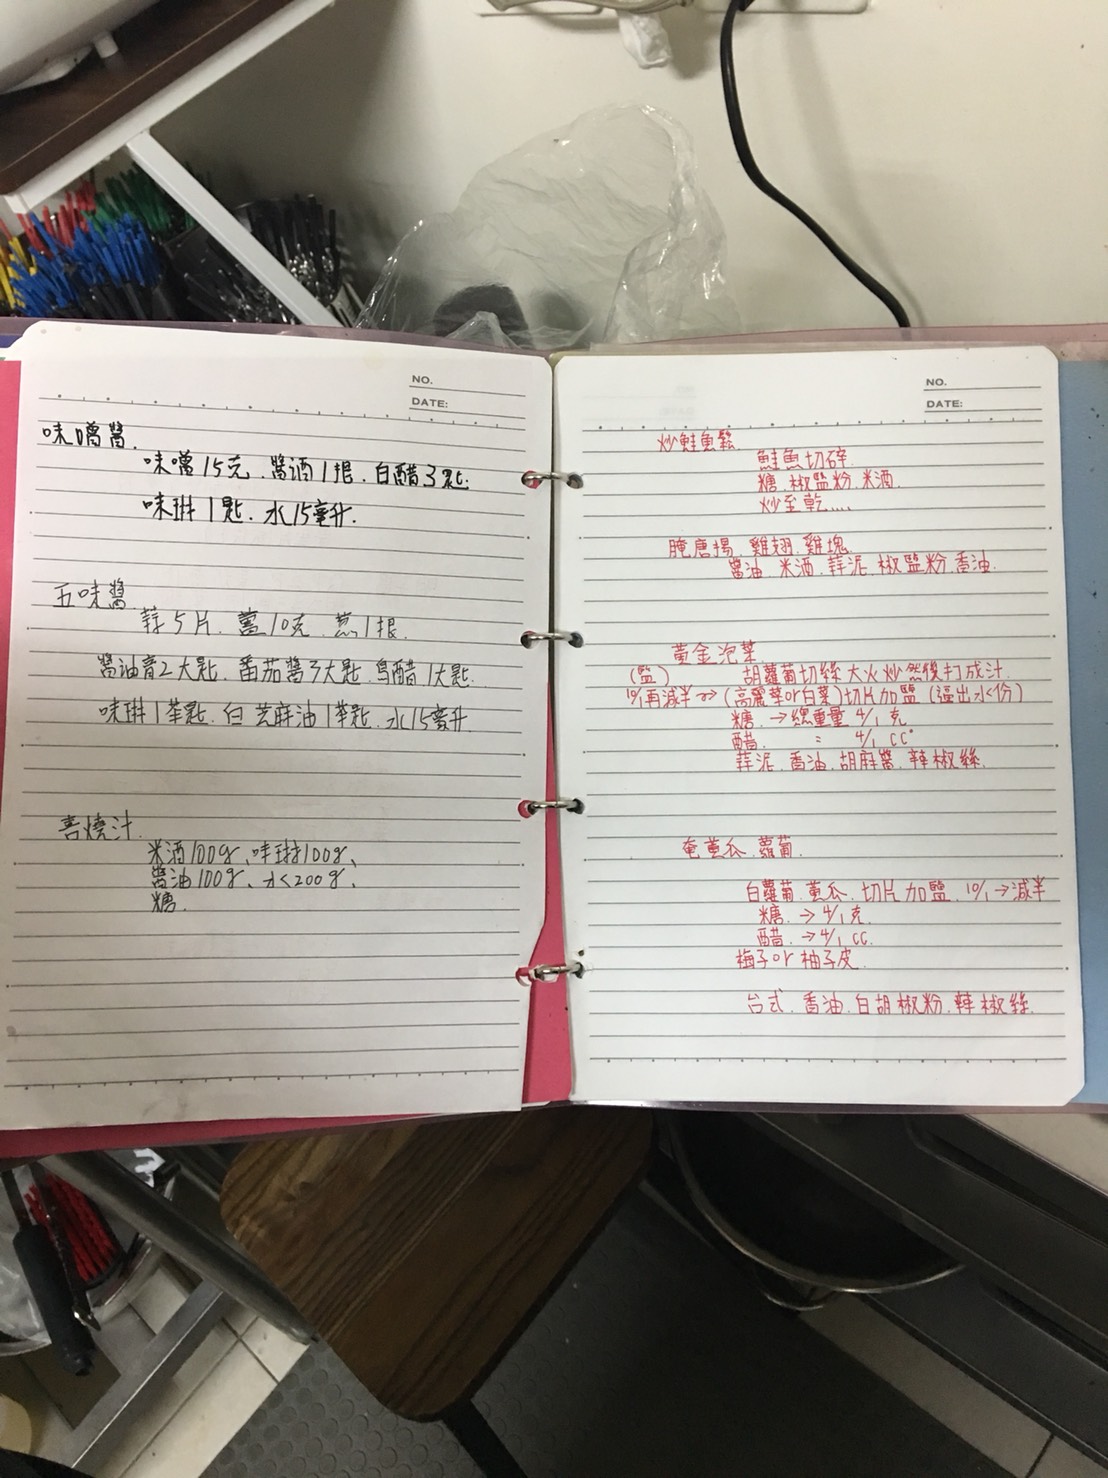 NO.
DATE:
味噌醬.
味噌15克.醬酒1根.白醋3匙.
味琳1匙.水15毫升.
五味醬
蒜5片.薑10克.蔥1根.
醬油膏2大匙.番茄醬3大匙.烏醋1大匙.
味琳1茶匙.白芝麻油1茶匙.水15毫升
燒汁.
米酒100g、味琳100g、
醬油100g、水200g、
糖.
NO.
DATE:
炒鮭魚鬆
鮭魚切碎
糖.椒盐粉.米酒.
炒至乾....
腌唐揚.雞翅.雞塊.
醬油.米酒.蒜泥.椒盐粉.香油.
黃金泡菜.
(盐) 胡蘿蔔切絲大火炒然後打成汁.
10/1再減半→(高麗菜or白菜)切片加盐(逼出水份)
糖.→總重量4/1克
醋. = 4/1 cc.
蒜泥.香油.胡麻醬.辣椒絲.
奄黃瓜.蘿蔔.
白蘿蔔.黃瓜.切片加盐.10/1→減半
糖.→4/1克.
醋.→4/1 cc.
梅子or柚子皮.
台式.香油.白胡椒粉.辣椒絲.